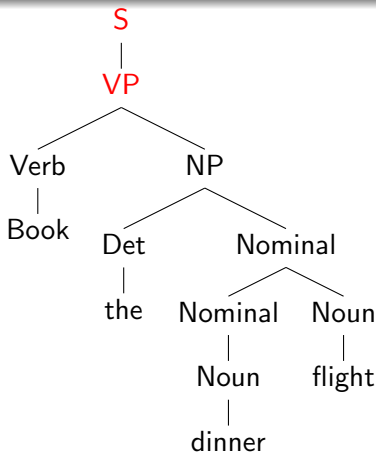 S
VP
Verb NP
Book
Det Nominal
the Nominal Noun
Noun flight
dinner